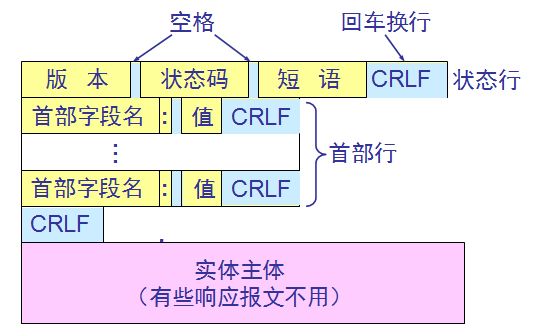 空格 回车换行
版 本 状态码 短 语 CRLF 状态行
首部字段名 : 值 CRLF
⋮ 首部行
首部字段名 : 值 CRLF
CRLF
实体主体
（有些响应报文不用）